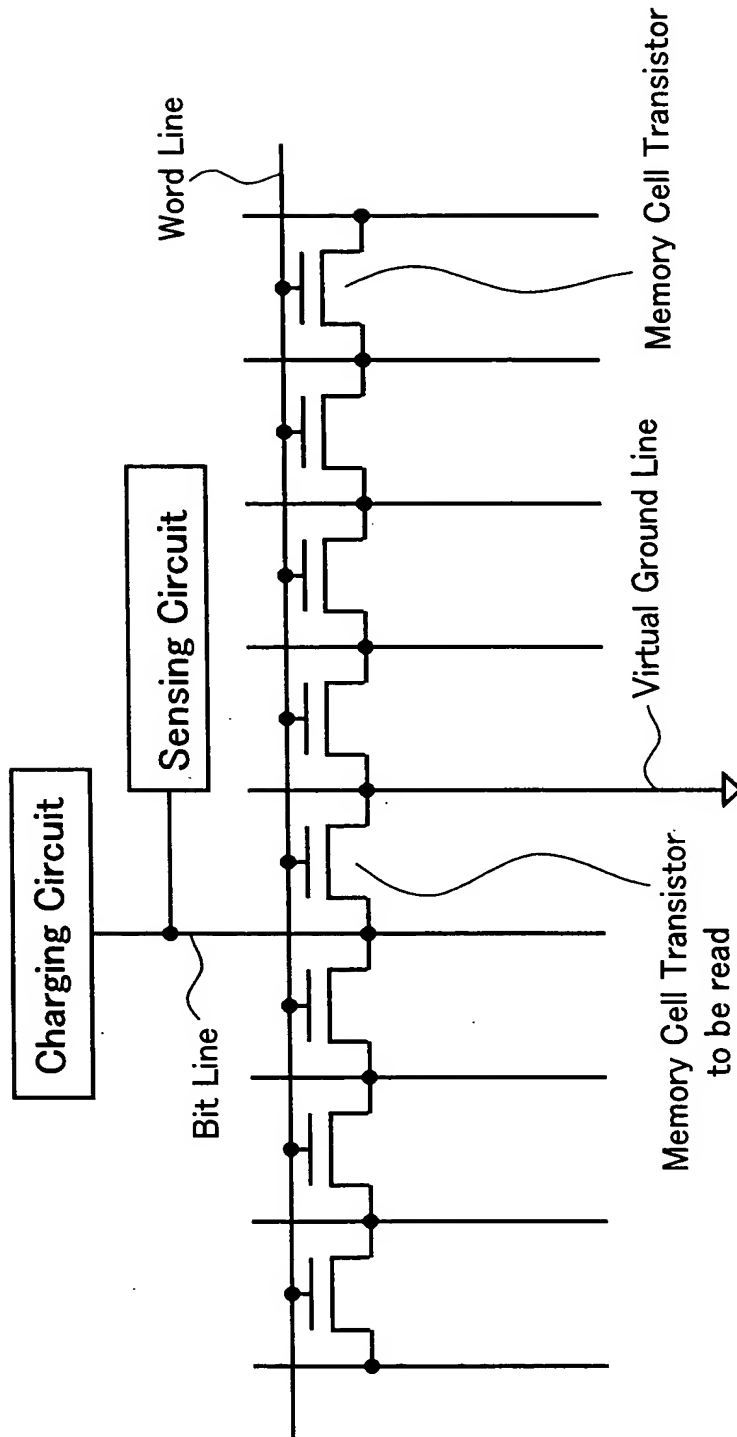 Charging Circuit
Sensing Circuit
Bit Line
Word Line
Memory Cell Transistor
to be read
Virtual Ground Line
Memory Cell Transistor